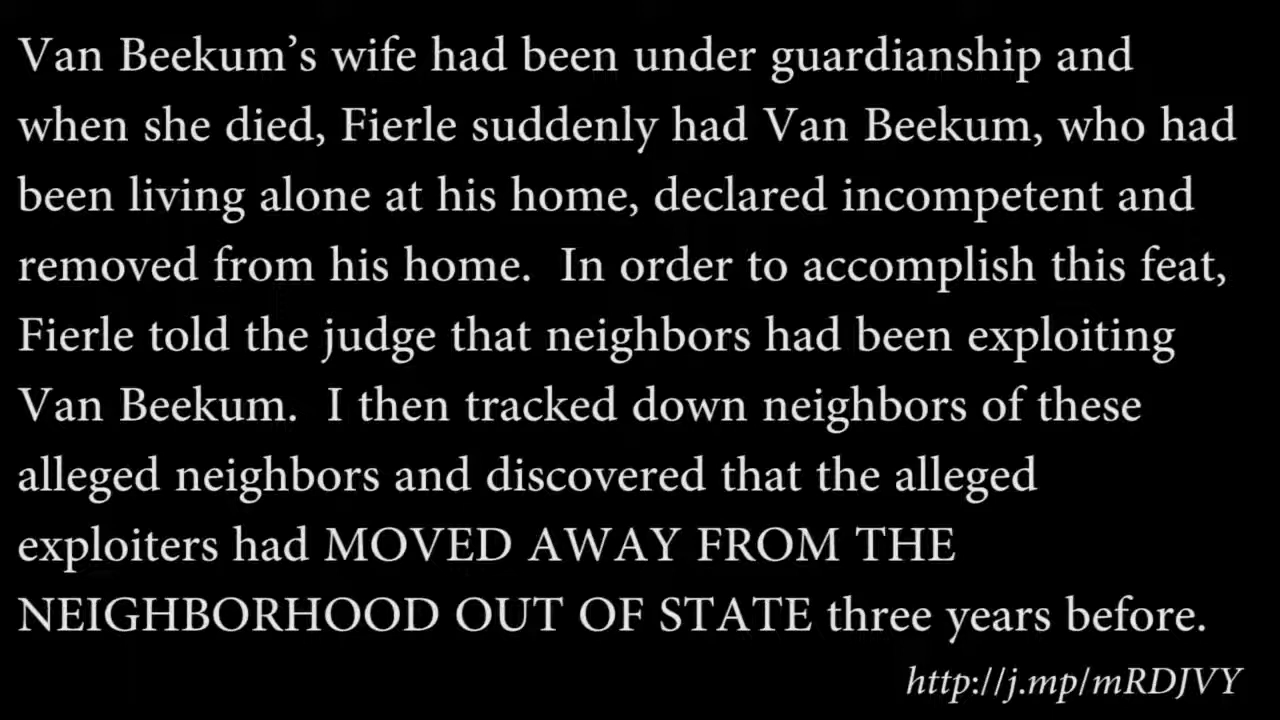 Van Beekum’s wife had been under guardianship and
when she died, Fierle suddenly had Van Beekum, who had
been living alone at his home, declared incompetent and
removed from his home.  In order to accomplish this feat,
Fierle told the judge that neighbors had been exploiting
Van Beekum.  I then tracked down neighbors of these
alleged neighbors and discovered that the alleged
exploiters had MOVED AWAY FROM THE
NEIGHBORHOOD OUT OF STATE three years before.
http://j.mp/mRDJVY